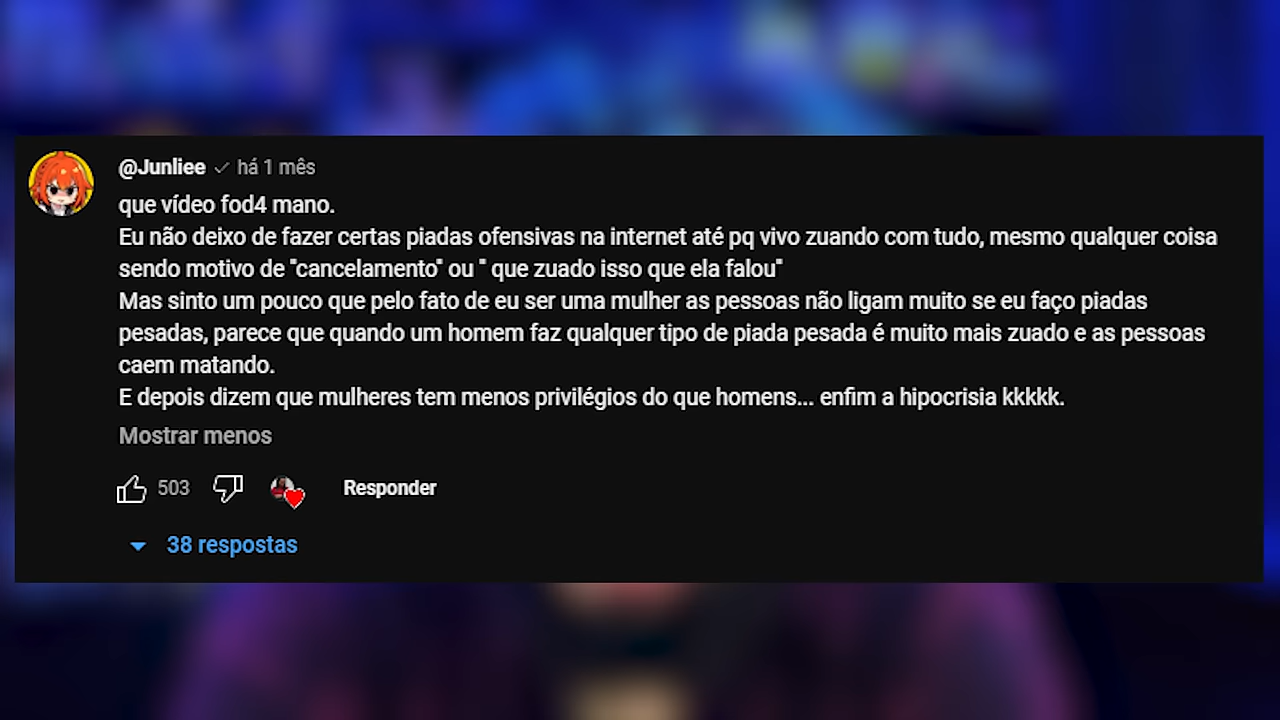 @Junliee ✓ há 1 mês
que vídeo fod4 mano.
Eu não deixo de fazer certas piadas ofensivas na internet até pq vivo zuando com tudo, mesmo qualquer coisa
sendo motivo de "cancelamento" ou " que zuado isso que ela falou"
Mas sinto um pouco que pelo fato de eu ser uma mulher as pessoas não ligam muito se eu faço piadas
pesadas, parece que quando um homem faz qualquer tipo de piada pesada é muito mais zuado e as pessoas
caem matando.
E depois dizem que mulheres tem menos privilégios do que homens... enfim a hipocrisia kkkkk.
Mostrar menos
503 Responder
38 respostas